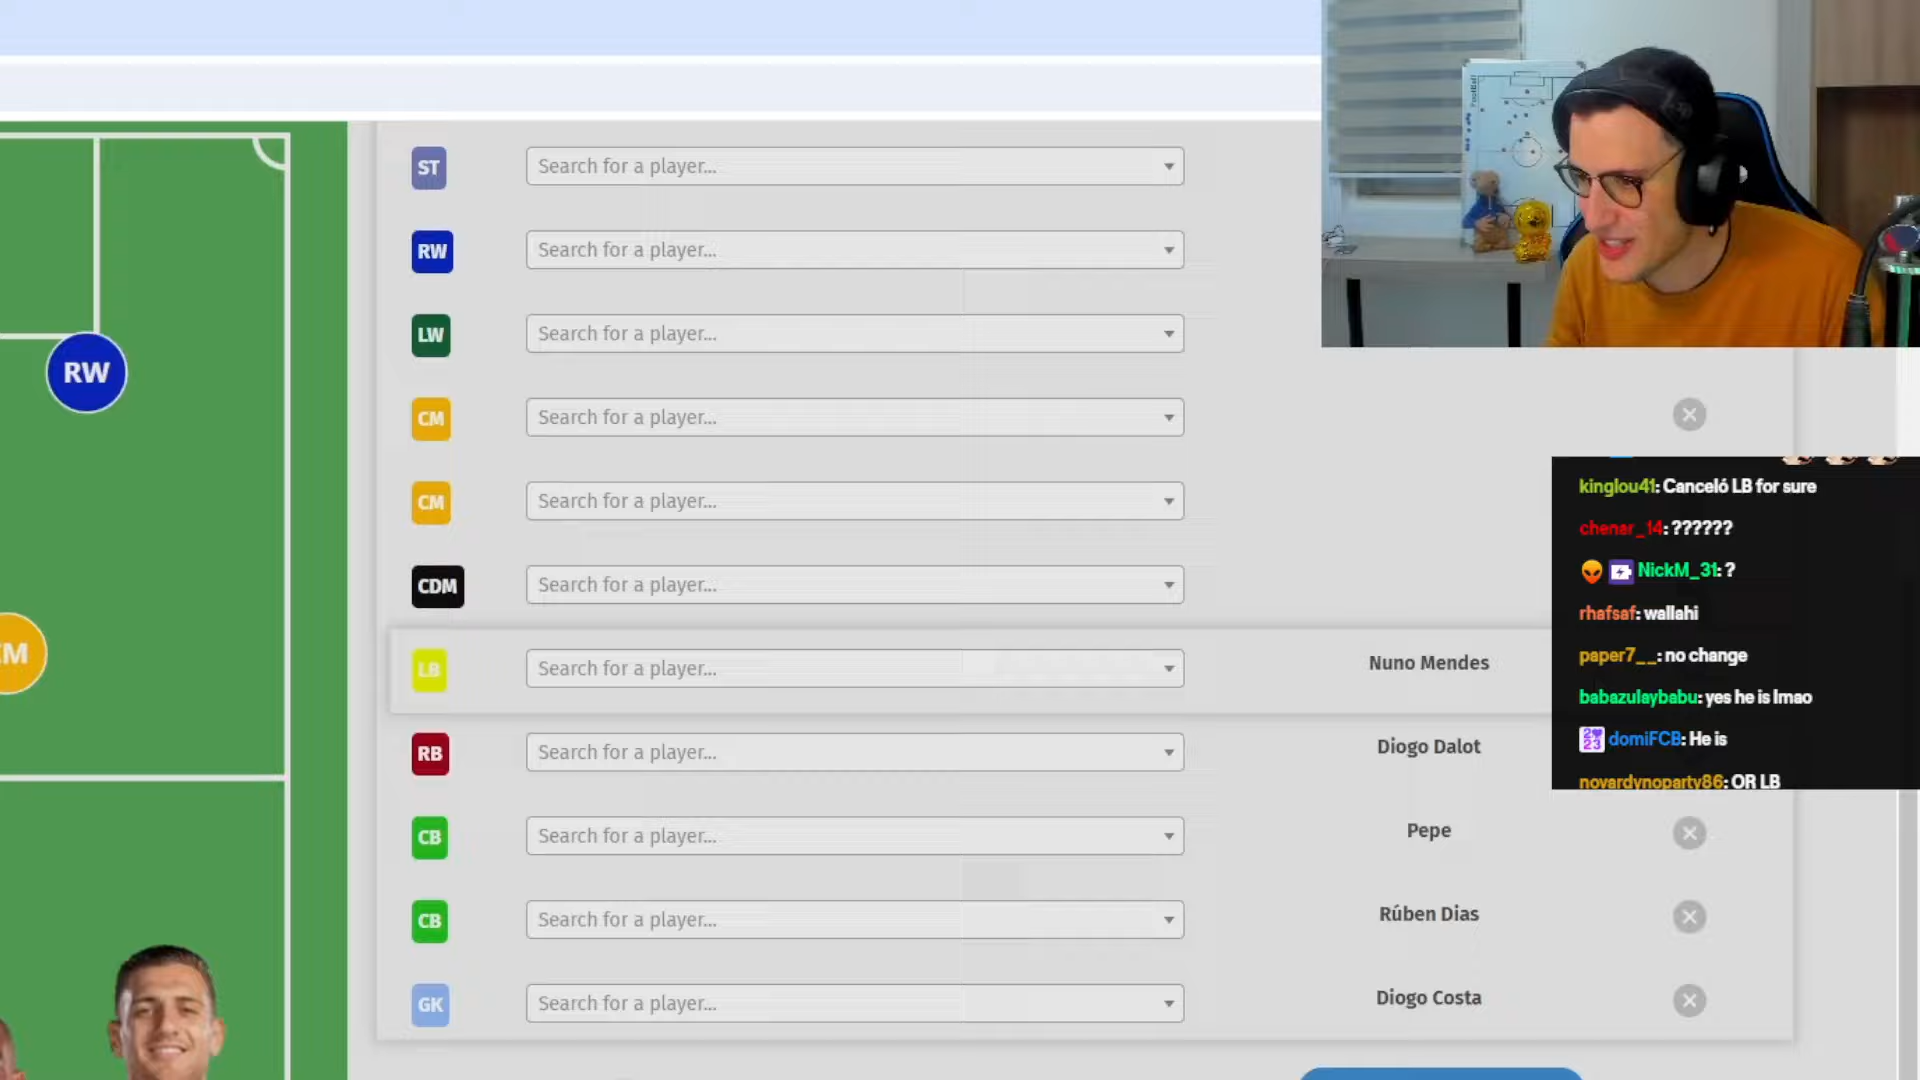 ST Search for a player...
RW Search for a player...
LW Search for a player...
RW
CM Search for a player...
CM Search for a player...
CDM Search for a player...
LB Search for a player... Nuno Mendes
RB Search for a player... Diogo Dalot
CB Search for a player... Pepe
CB Search for a player... Rúben Dias
GK Search for a player... Diogo Costa
kinglou41: Canceló LB for sure
chenar_14: ??????
NickM_31: ?
rhafsaf: wallahi
paper7__: no change
babazulaybabu: yes he is lmao
domiFCB: He is
novardynoparty86: OR LB